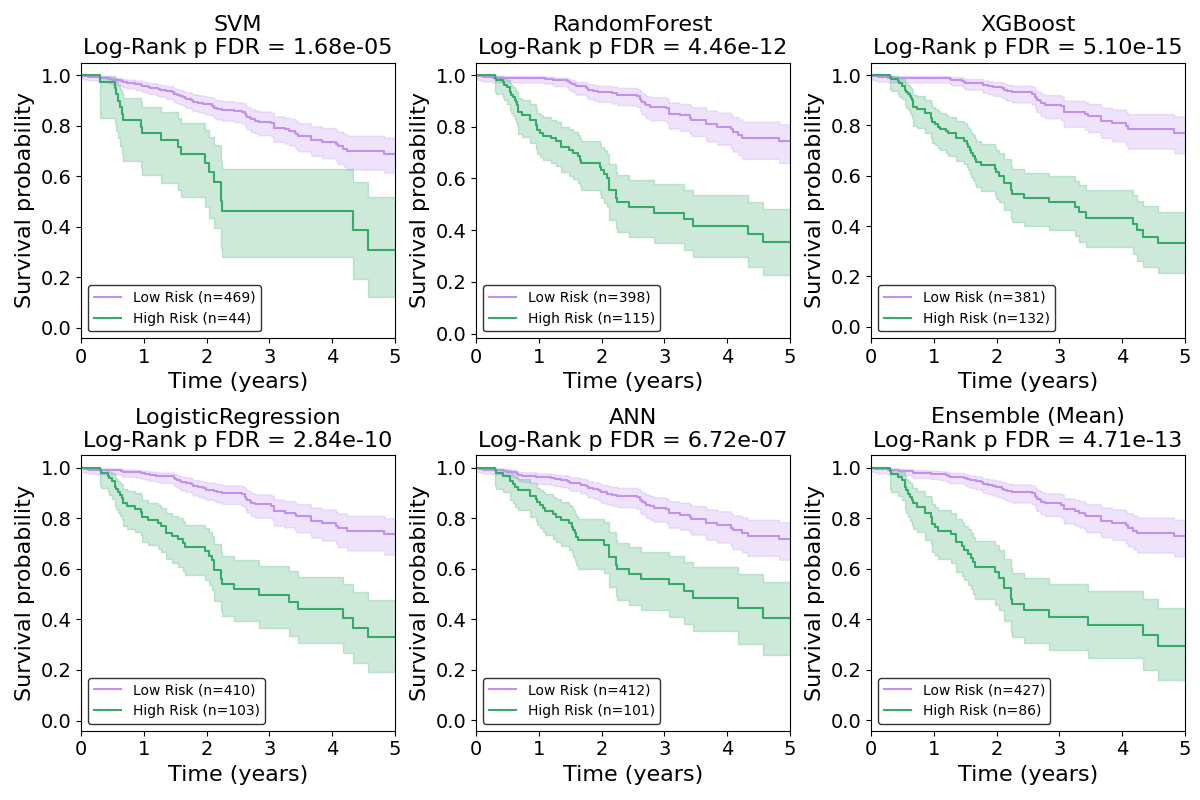 SVM
Log-Rank p FDR = 1.68e-05
Survival probability
1.0
0.8
0.6
0.4
0.2
0.0
Low Risk (n=469)
High Risk (n=44)
0 1 2 3 4 5
Time (years)
RandomForest
Log-Rank p FDR = 4.46e-12
Survival probability
1.0
0.8
0.6
0.4
0.2
0.0
Low Risk (n=398)
High Risk (n=115)
0 1 2 3 4 5
Time (years)
XGBoost
Log-Rank p FDR = 5.10e-15
Survival probability
1.0
0.8
0.6
0.4
0.2
0.0
Low Risk (n=381)
High Risk (n=132)
0 1 2 3 4 5
Time (years)
LogisticRegression
Log-Rank p FDR = 2.84e-10
Survival probability
1.0
0.8
0.6
0.4
0.2
0.0
Low Risk (n=410)
High Risk (n=103)
0 1 2 3 4 5
Time (years)
ANN
Log-Rank p FDR = 6.72e-07
Survival probability
1.0
0.8
0.6
0.4
0.2
0.0
Low Risk (n=412)
High Risk (n=101)
0 1 2 3 4 5
Time (years)
Ensemble (Mean)
Log-Rank p FDR = 4.71e-13
Survival probability
1.0
0.8
0.6
0.4
0.2
0.0
Low Risk (n=427)
High Risk (n=86)
0 1 2 3 4 5
Time (years)